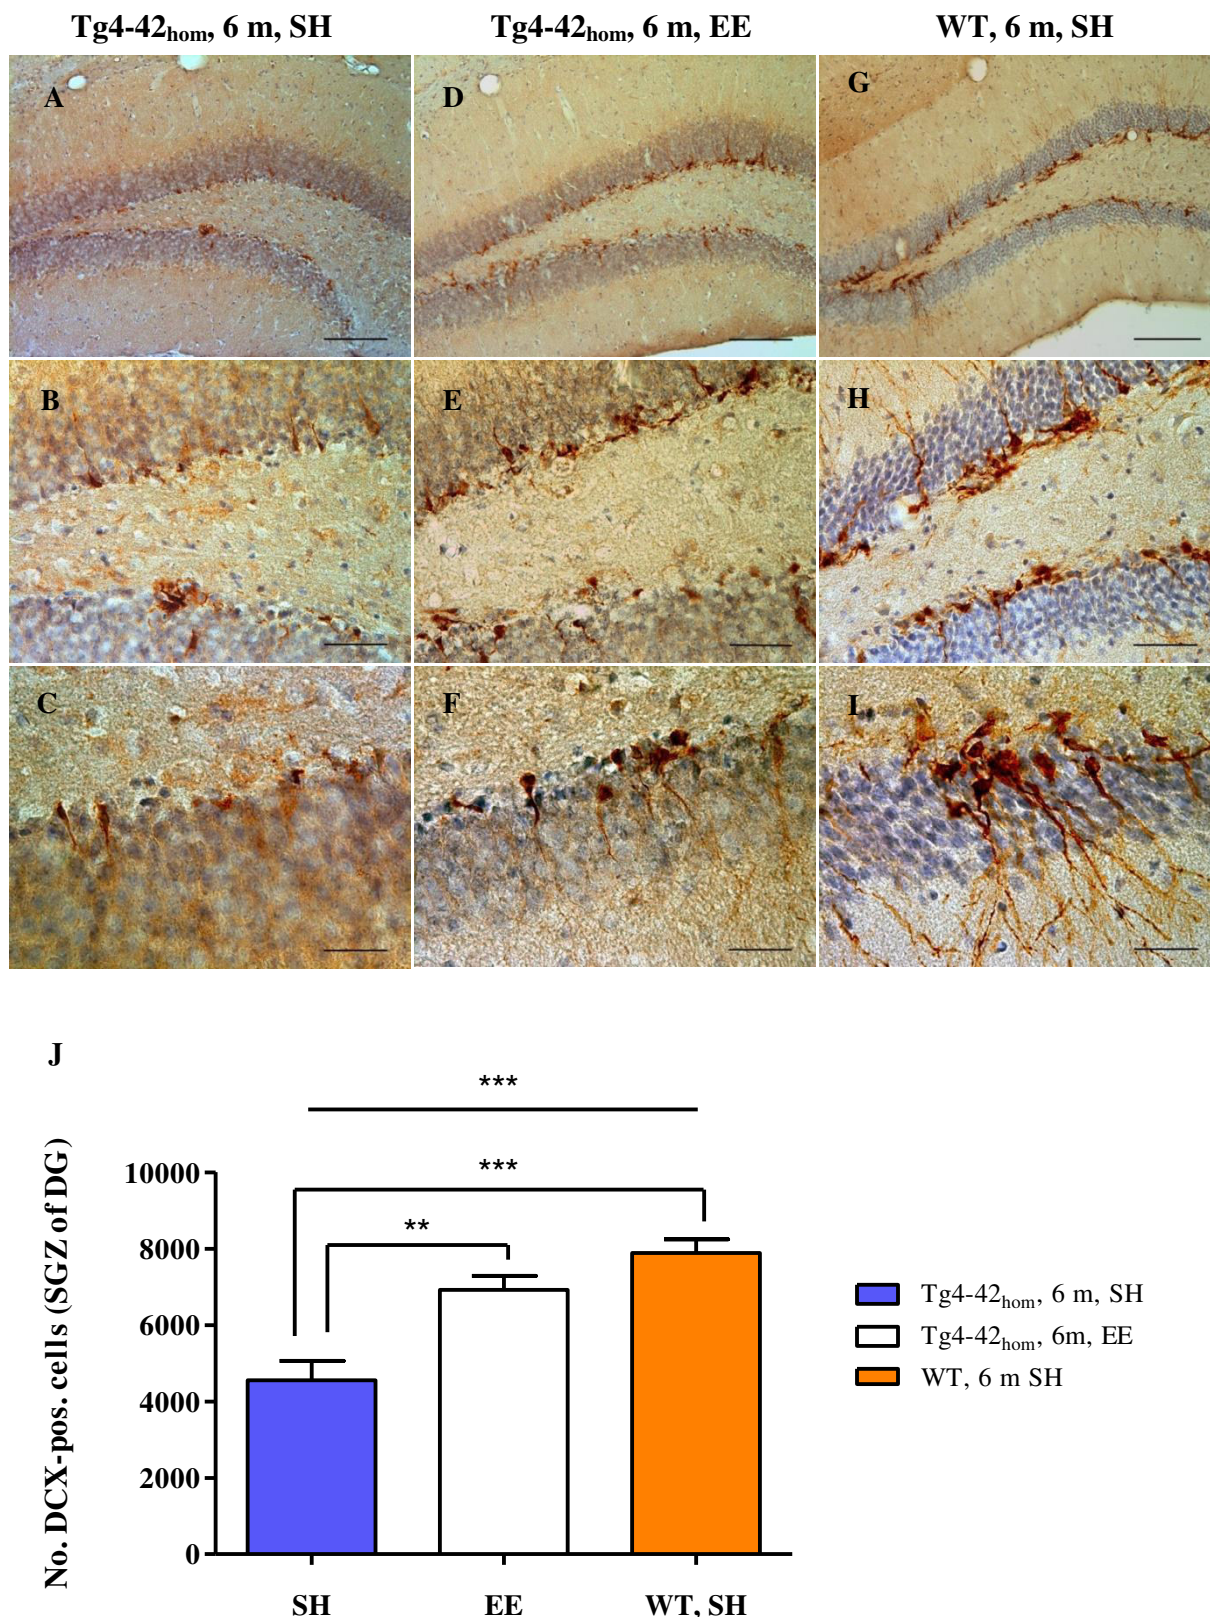 Tg4-42hom, 6 m, SH
Tg4-42hom, 6 m, EE
WT, 6 m, SH
A
D
G
B
E
H
C
F
I
J
***
***
**
No. DCX-pos. cells (SGZ of DG)
10000
8000
6000
4000
2000
0
SH
EE
WT, SH
Tg4-42hom, 6 m, SH
Tg4-42hom, 6m, EE
WT, 6 m SH